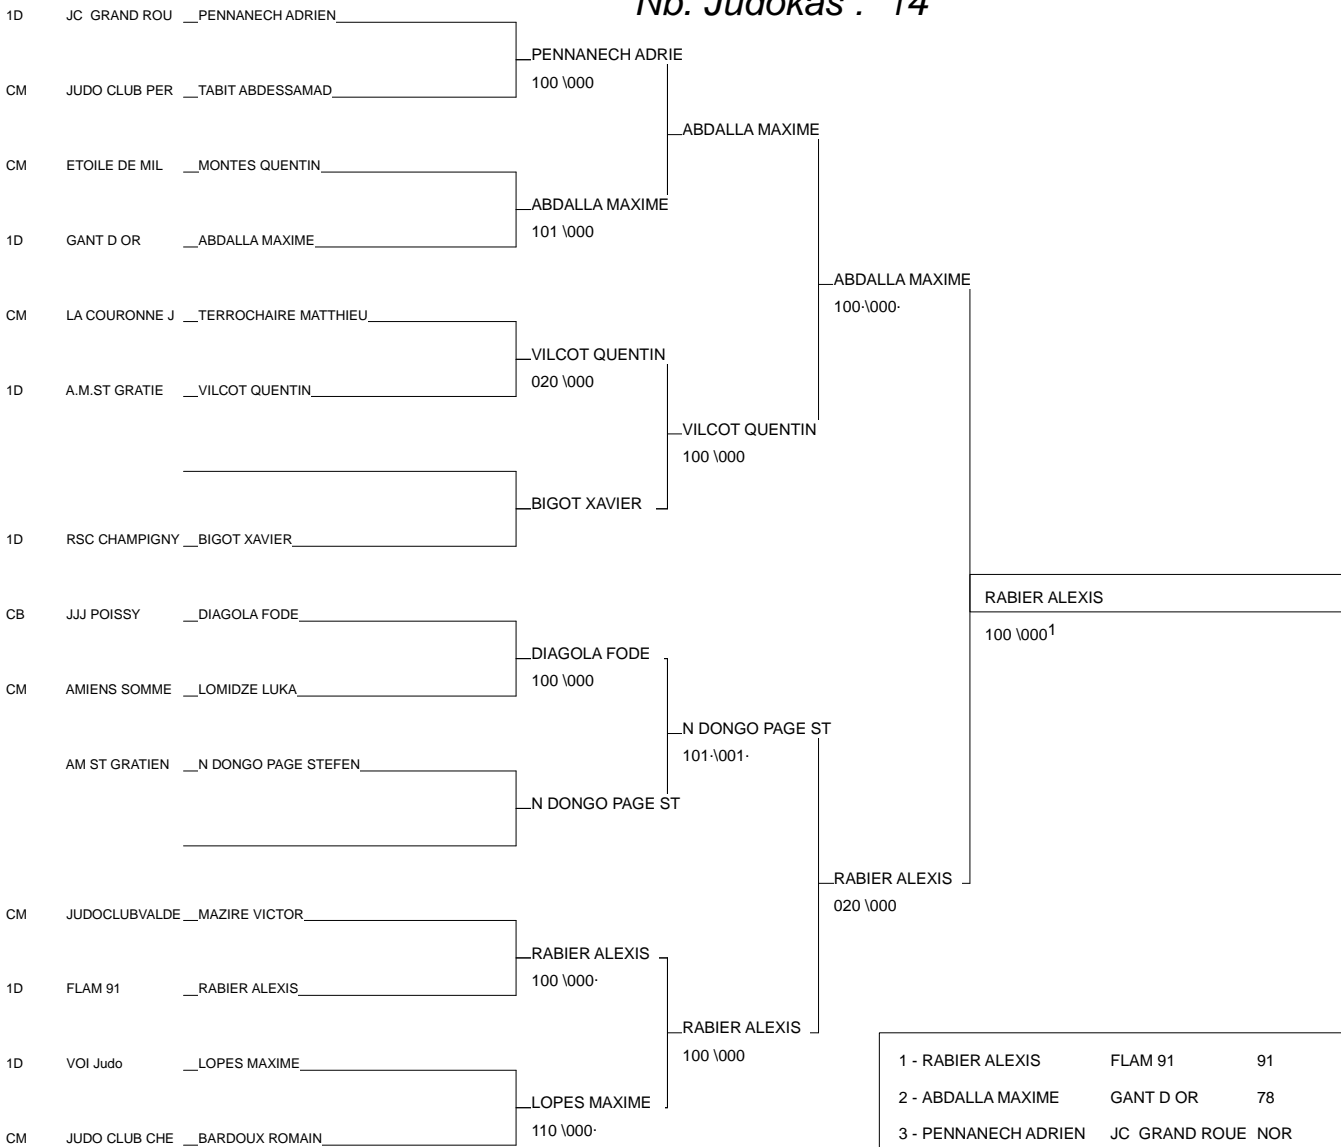 Nb. Judokas : 14
1D JC GRAND ROU PENNANECH ADRIEN
PENNANECH ADRIE
100 \000
CM JUDO CLUB PER TABIT ABDESSAMAD
ABDALLA MAXIME
CM ETOILE DE MIL MONTES QUENTIN
ABDALLA MAXIME
101 \000
1D GANT D OR ABDALLA MAXIME
ABDALLA MAXIME
100·\000·
CM LA COURONNE J TERROCHAIRE MATTHIEU
VILCOT QUENTIN
020 \000
1D A.M.ST GRATIE VILCOT QUENTIN
VILCOT QUENTIN
100 \000
BIGOT XAVIER
1D RSC CHAMPIGNY BIGOT XAVIER
RABIER ALEXIS
100 \000 1
CB JJJ POISSY DIAGOLA FODE
DIAGOLA FODE
100 \000
CM AMIENS SOMME LOMIDZE LUKA
N DONGO PAGE ST
101·\001·
AM ST GRATIEN N DONGO PAGE STEFEN
N DONGO PAGE ST
RABIER ALEXIS
020 \000
CM JUDOCLUBVALDE MAZIRE VICTOR
RABIER ALEXIS
100 \000·
1D FLAM 91 RABIER ALEXIS
RABIER ALEXIS
100 \000
1D VOI Judo LOPES MAXIME
LOPES MAXIME
110 \000·
CM JUDO CLUB CHE BARDOUX ROMAIN
1 - RABIER ALEXIS FLAM 91 91
2 - ABDALLA MAXIME GANT D OR 78
3 - PENNANECH ADRIEN JC GRAND ROUE NOR